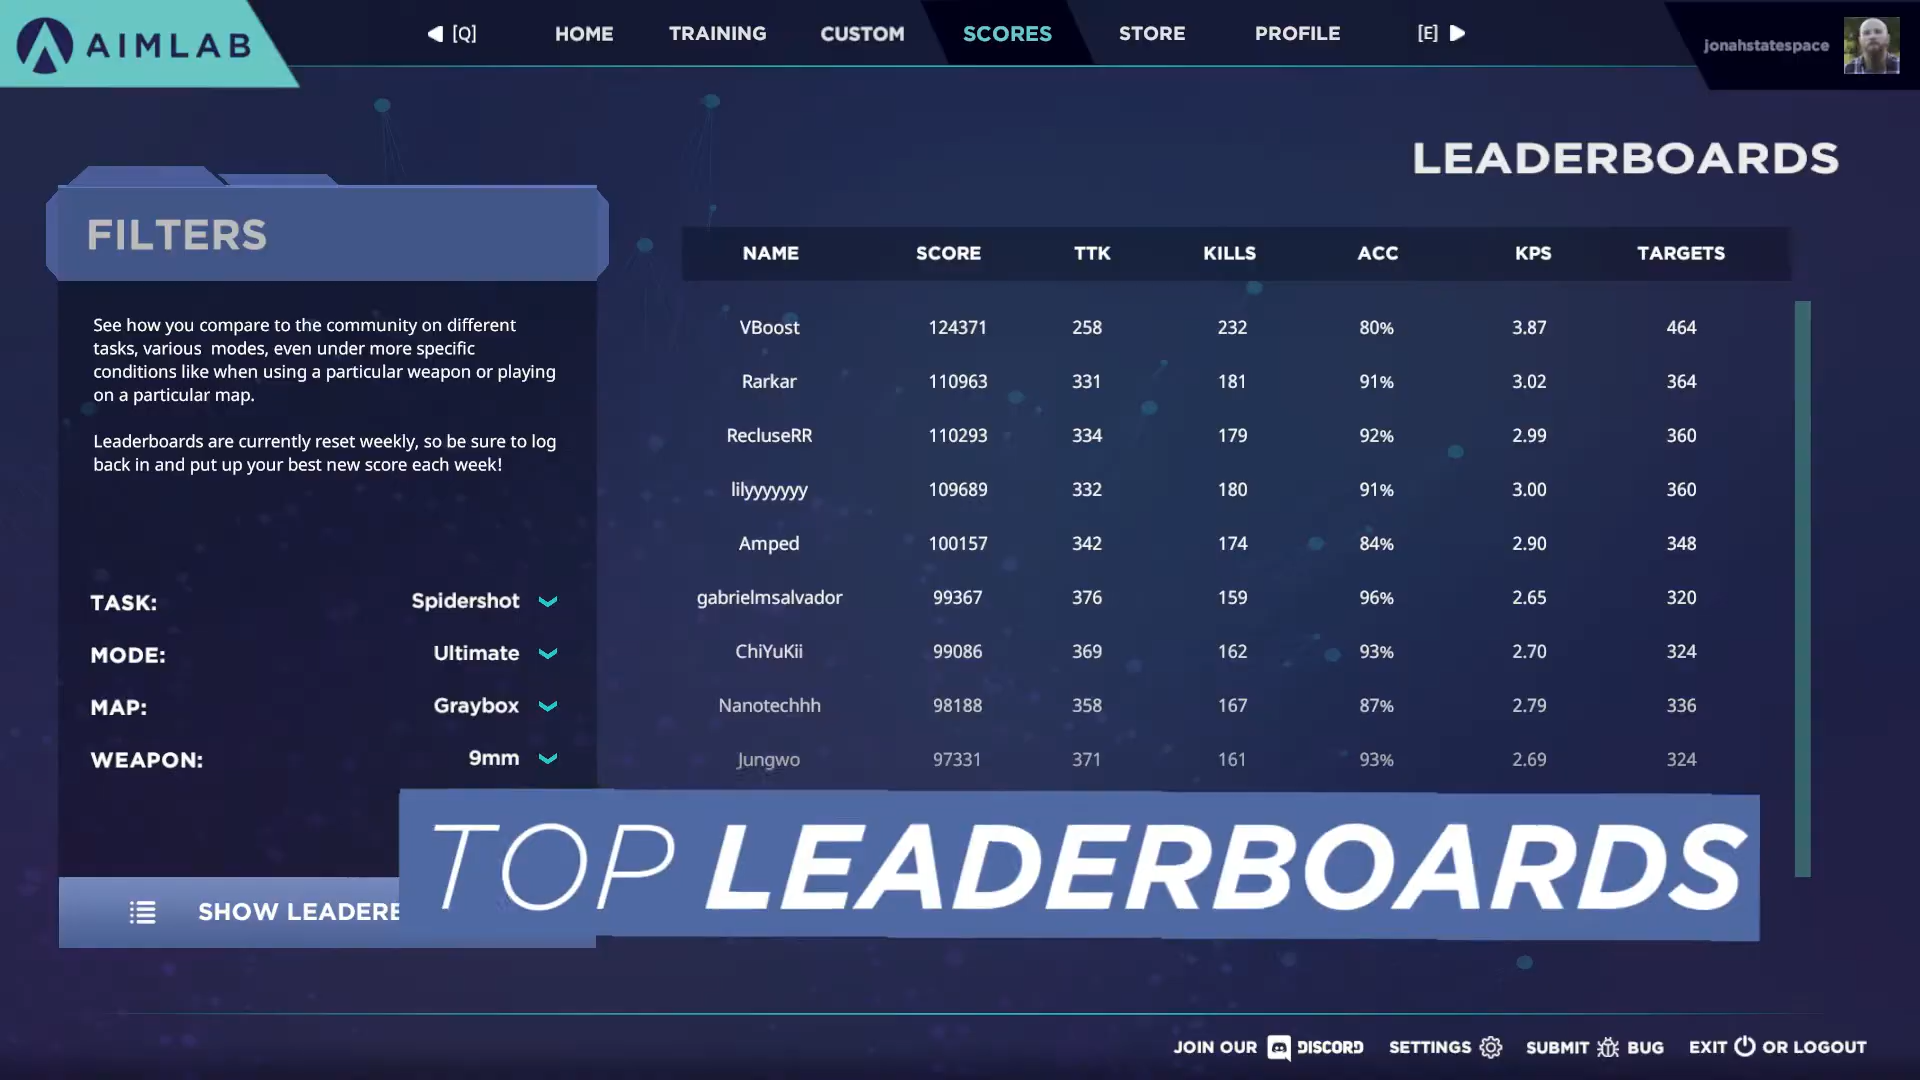 AIMLAB
[Q] HOME TRAINING CUSTOM SCORES STORE PROFILE [E]
jonahstatespace
LEADERBOARDS
FILTERS
See how you compare to the community on different
tasks, various modes, even under more specific
conditions like when using a particular weapon or playing
on a particular map.
Leaderboards are currently reset weekly, so be sure to log
back in and put up your best new score each week!
TASK: Spidershot
MODE: Ultimate
MAP: Graybox
WEAPON: 9mm
SHOW LEADERE
NAME SCORE TTK KILLS ACC KPS TARGETS
VBoost 124371 258 232 80% 3.87 464
Rarkar 110963 331 181 91% 3.02 364
RecluseRR 110293 334 179 92% 2.99 360
lilyyyyyyy 109689 332 180 91% 3.00 360
Amped 100157 342 174 84% 2.90 348
gabrielmsalvador 99367 376 159 96% 2.65 320
ChiYuKii 99086 369 162 93% 2.70 324
Nanotechhh 98188 358 167 87% 2.79 336
Jungwo 97331 371 161 93% 2.69 324
TOP LEADERBOARDS
JOIN OUR DISCORD SETTINGS SUBMIT BUG EXIT OR LOGOUT